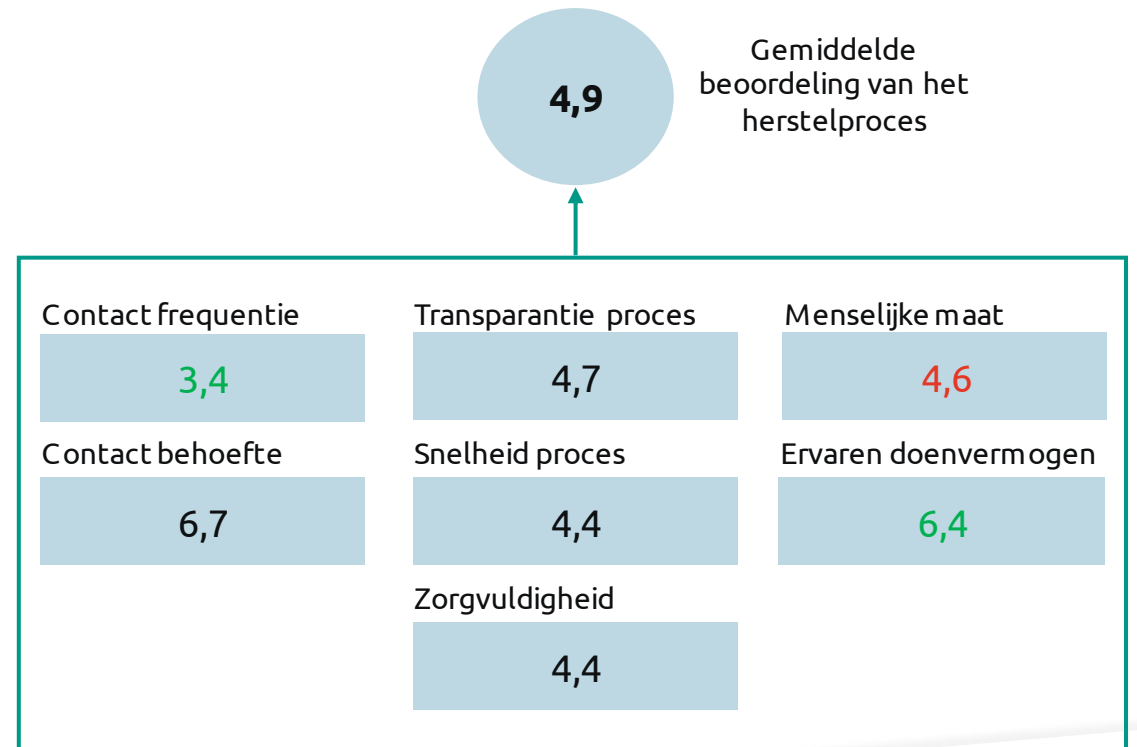 4,9
Gemiddelde
beoordeling van het
herstelproces
Contact frequentie
3,4
Contact behoefte
6,7
Transparantie proces
4,7
Snelheid proces
4,4
Zorgvuldigheid
4,4
Menselijke maat
4,6
Ervaren doenvermogen
6,4